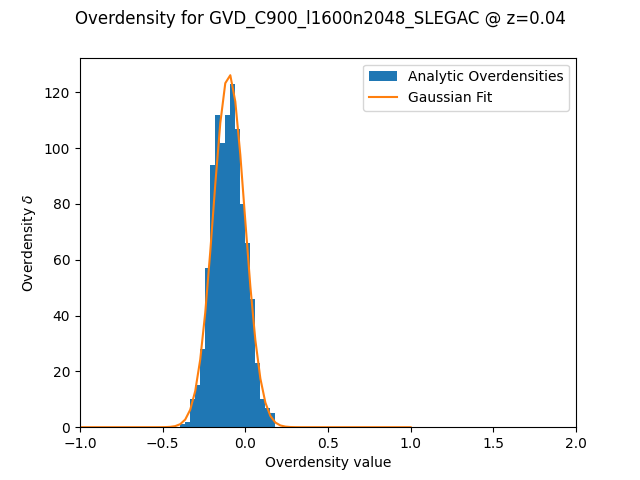 Overdensity for GVD_C900_l1600n2048_SLEGAC @ z=0.04
Analytic Overdensities
Gaussian Fit
Overdensity δ
120
100
80
60
40
20
0
−1.0 −0.5 0.0 0.5 1.0 1.5 2.0
Overdensity value